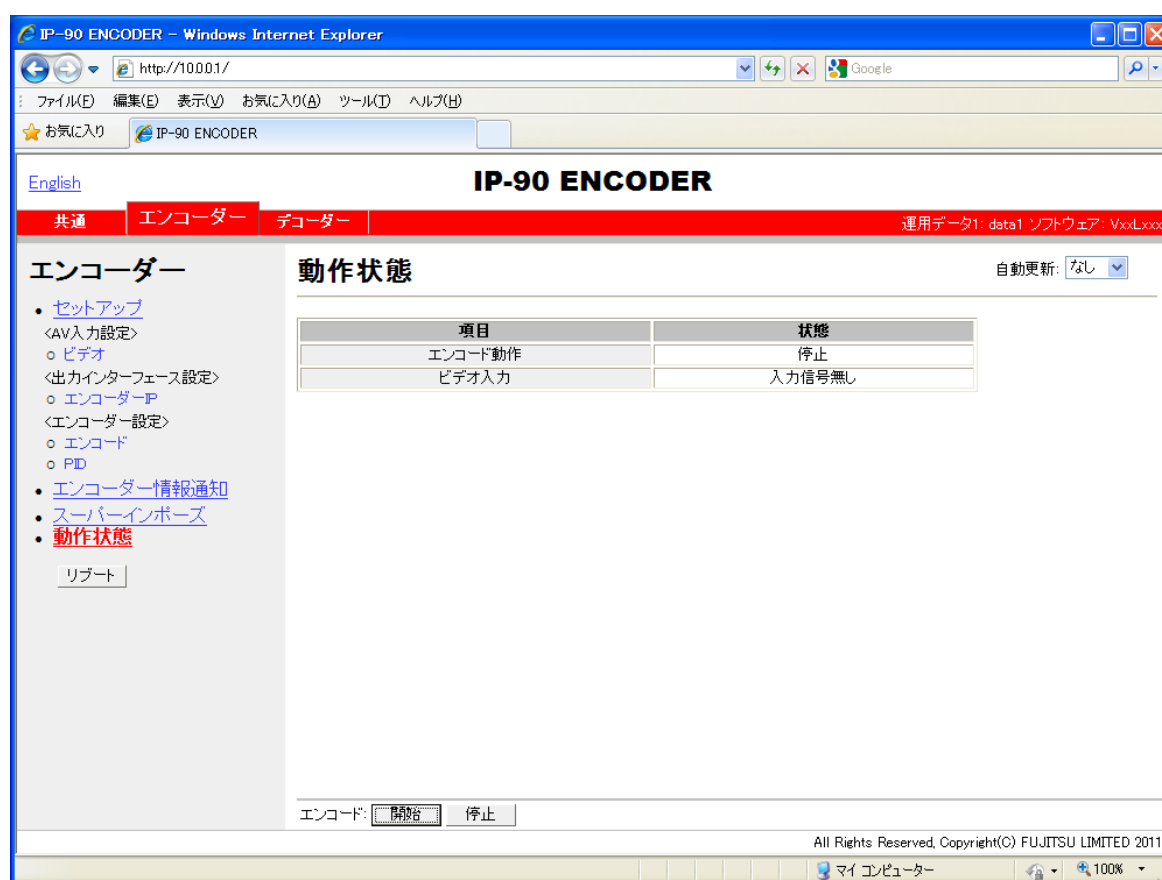 IP-90 ENCODER - Windows Internet Explorer
http://10.0.0.1/
Google
ファイル(F) 編集(E) 表示(V) お気に入り(A) ツール(T) ヘルプ(H)
お気に入り IP-90 ENCODER
English IP-90 ENCODER
共通 エンコーダー デコーダー 運用データ1: data1 ソフトウェア: VxxLxxx
エンコーダー
• セットアップ
<AV入力設定>
o ビデオ
<出力インターフェース設定>
o エンコーダーIP
<エンコーダー設定>
o エンコード
o PID
• エンコーダー情報通知
• スーパーインポーズ
• 動作状態
リブート
動作状態 自動更新: なし
項目 状態
エンコード動作 停止
ビデオ入力 入力信号無し
エンコード: 開始 停止
All Rights Reserved, Copyright(C) FUJITSU LIMITED 2011
マイ コンピューター 100%